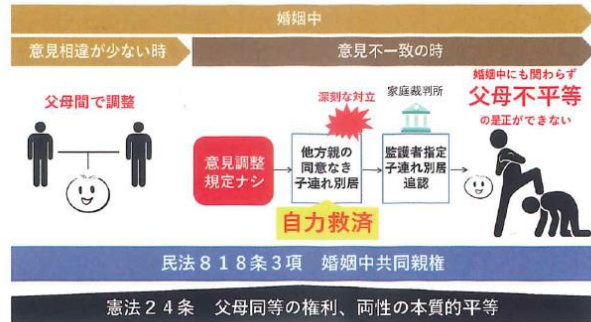 婚姻中
意見相違が少ない時
意見不一致の時
父母間で調整
意見調整
規定ナシ
深刻な対立
他方親の
同意なき
子連れ別居
自力救済
家庭裁判所
監護者指定
子連れ別居
追認
婚姻中にも関わらず
父母不平等
の是正ができない
民法818条3項 婚姻中共同親権
憲法24条 父母同等の権利、両性の本質的平等